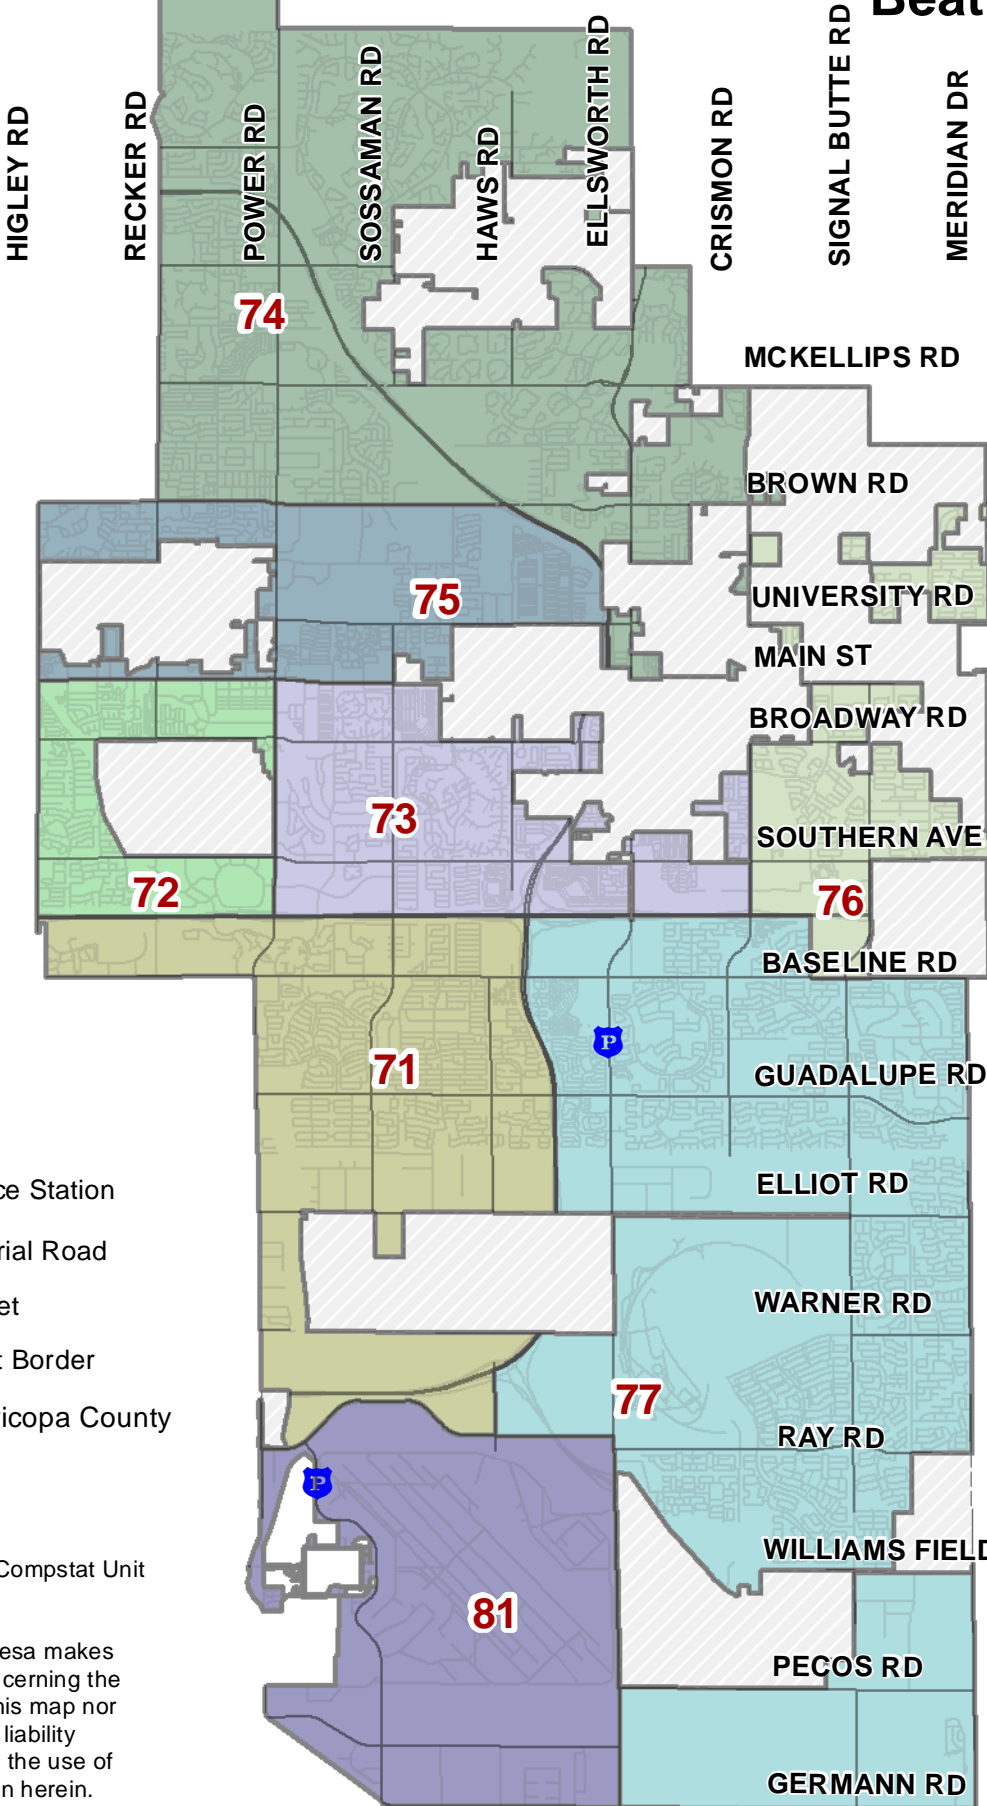 Beat
HIGLEY RD
RECKER RD
POWER RD
SOSSAMAN RD
HAWS RD
ELLSWORTH RD
CRISMON RD
SIGNAL BUTTE RD
MERIDIAN DR
74
MCKELLIPS RD
BROWN RD
75
UNIVERSITY RD
MAIN ST
BROADWAY RD
73
SOUTHERN AVE
72
76
BASELINE RD
P
71
GUADALUPE RD
ELLIOT RD
ce Station
rial Road
WARNER RD
et
t Border
77
ricopa County
RAY RD
P
WILLIAMS FIELD
Compstat Unit
81
esa makes
cerning the
his map nor
liability
the use of
n herein.
PECOS RD
GERMANN RD